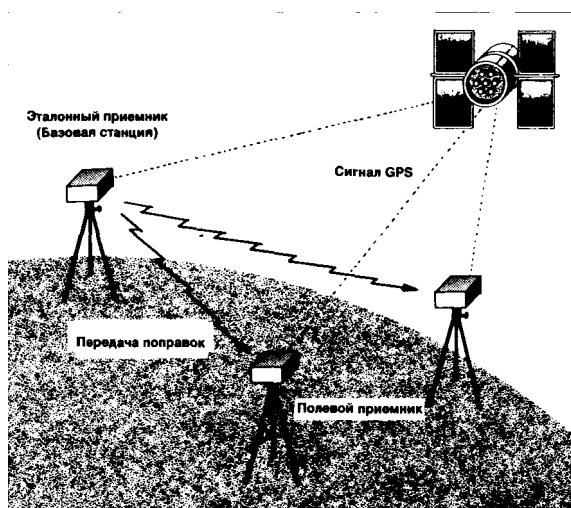 Эталонный приемник
(Базовая станция)
Сигнал GPS
Передача поправок
Полевой приемник